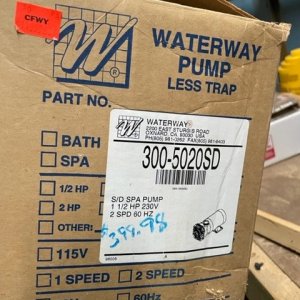 CFWY
W
®
WATERWAY
PUMP
LESS TRAP
PART NO.
W
®
WATERWAY®
2200 EAST STURGIS ROAD
OXNARD, CA. 93030 USA
300-5020SD
S/D SPA PUMP
1 1/2 HP 230V
2 SPD 60 HZ
$399.98
BATH
SPA
1/2 HP
2 HP
OTHER:
115V
1 SPEED
2 SPEED
60Hz